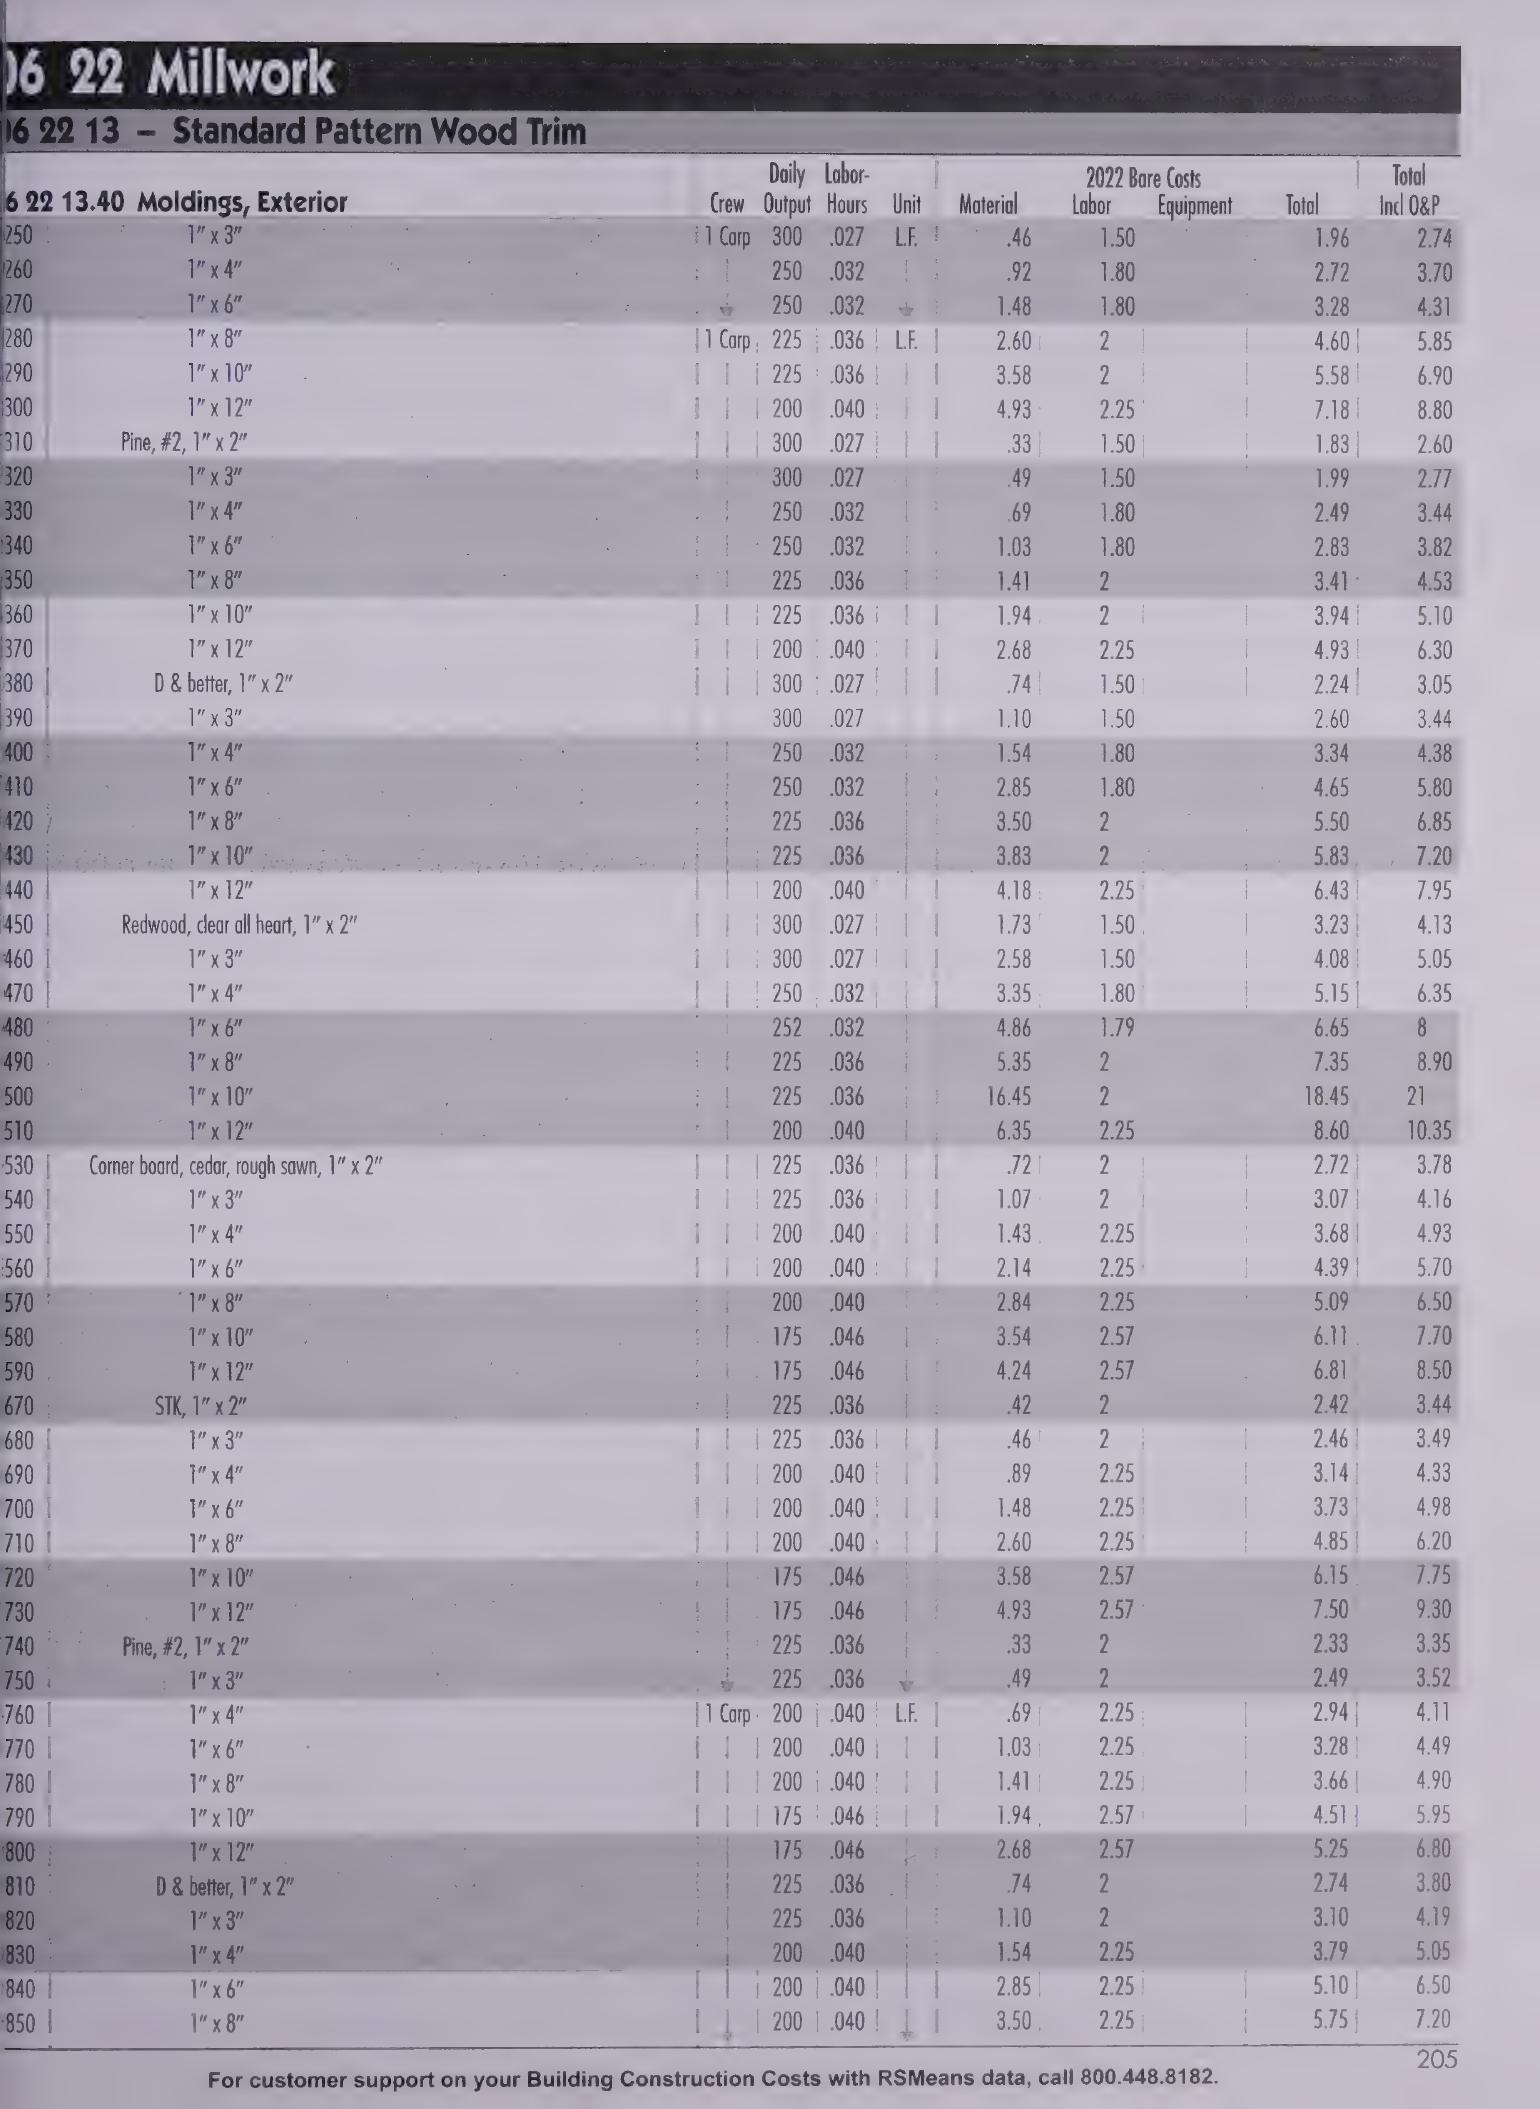 06 22 Millwork
06 22 13 – Standard Pattern Wood Trim
Daily Labor- 2022 Bare Costs Total
6 22 13.40 Moldings, Exterior Crew Output Hours Unit Material Labor Equipment Total Incl O&P
250 1" x 3" 1 Carp 300 .027 L.F. .46 1.50 1.96 2.74
260 1" x 4" 250 .032 .92 1.80 2.72 3.70
270 1" x 6" 250 .032 1.48 1.80 3.28 4.31
280 1" x 8" 1 Carp 225 .036 L.F. 2.60 2 4.60 5.85
290 1" x 10" 225 .036 3.58 2 5.58 6.90
300 1" x 12" 200 .040 4.93 2.25 7.18 8.80
310 Pine, #2, 1" x 2" 300 .027 .33 1.50 1.83 2.60
320 1" x 3" 300 .027 .49 1.50 1.99 2.77
330 1" x 4" 250 .032 .69 1.80 2.49 3.44
340 1" x 6" 250 .032 1.03 1.80 2.83 3.82
350 1" x 8" 225 .036 1.41 2 3.41 4.53
360 1" x 10" 225 .036 1.94 2 3.94 5.10
370 1" x 12" 200 .040 2.68 2.25 4.93 6.30
380 D & better, 1" x 2" 300 .027 .74 1.50 2.24 3.05
390 1" x 3" 300 .027 1.10 1.50 2.60 3.44
400 1" x 4" 250 .032 1.54 1.80 3.34 4.38
410 1" x 6" 250 .032 2.85 1.80 4.65 5.80
420 1" x 8" 225 .036 3.50 2 5.50 6.85
430 1" x 10" 225 .036 3.83 2 5.83 7.20
440 1" x 12" 200 .040 4.18 2.25 6.43 7.95
450 Redwood, clear all heart, 1" x 2" 300 .027 1.73 1.50 3.23 4.13
460 1" x 3" 300 .027 2.58 1.50 4.08 5.05
470 1" x 4" 250 .032 3.35 1.80 5.15 6.35
480 1" x 6" 252 .032 4.86 1.79 6.65 8
490 1" x 8" 225 .036 5.35 2 7.35 8.90
500 1" x 10" 225 .036 16.45 2 18.45 21
510 1" x 12" 200 .040 6.35 2.25 8.60 10.35
530 Corner board, cedar, rough sawn, 1" x 2" 225 .036 .72 2 2.72 3.78
540 1" x 3" 225 .036 1.07 2 3.07 4.16
550 1" x 4" 200 .040 1.43 2.25 3.68 4.93
560 1" x 6" 200 .040 2.14 2.25 4.39 5.70
570 1" x 8" 200 .040 2.84 2.25 5.09 6.50
580 1" x 10" 175 .046 3.54 2.57 6.11 7.70
590 1" x 12" 175 .046 4.24 2.57 6.81 8.50
670 STK, 1" x 2" 225 .036 .42 2 2.42 3.44
680 1" x 3" 225 .036 .46 2 2.46 3.49
690 1" x 4" 200 .040 .89 2.25 3.14 4.33
700 1" x 6" 200 .040 1.48 2.25 3.73 4.98
710 1" x 8" 200 .040 2.60 2.25 4.85 6.20
720 1" x 10" 175 .046 3.58 2.57 6.15 7.75
730 1" x 12" 175 .046 4.93 2.57 7.50 9.30
740 Pine, #2, 1" x 2" 225 .036 .33 2 2.33 3.35
750 1" x 3" 225 .036 .49 2 2.49 3.52
760 1" x 4" 1 Carp 200 .040 L.F. .69 2.25 2.94 4.11
770 1" x 6" 200 .040 1.03 2.25 3.28 4.49
780 1" x 8" 200 .040 1.41 2.25 3.66 4.90
790 1" x 10" 175 .046 1.94 2.57 4.51 5.95
800 1" x 12" 175 .046 2.68 2.57 5.25 6.80
810 D & better, 1" x 2" 225 .036 .74 2 2.74 3.80
820 1" x 3" 225 .036 1.10 2 3.10 4.19
830 1" x 4" 200 .040 1.54 2.25 3.79 5.05
840 1" x 6" 200 .040 2.85 2.25 5.10 6.50
850 1" x 8" 200 .040 3.50 2.25 5.75 7.20
205
For customer support on your Building Construction Costs with RSMeans data, call 800.448.8182.